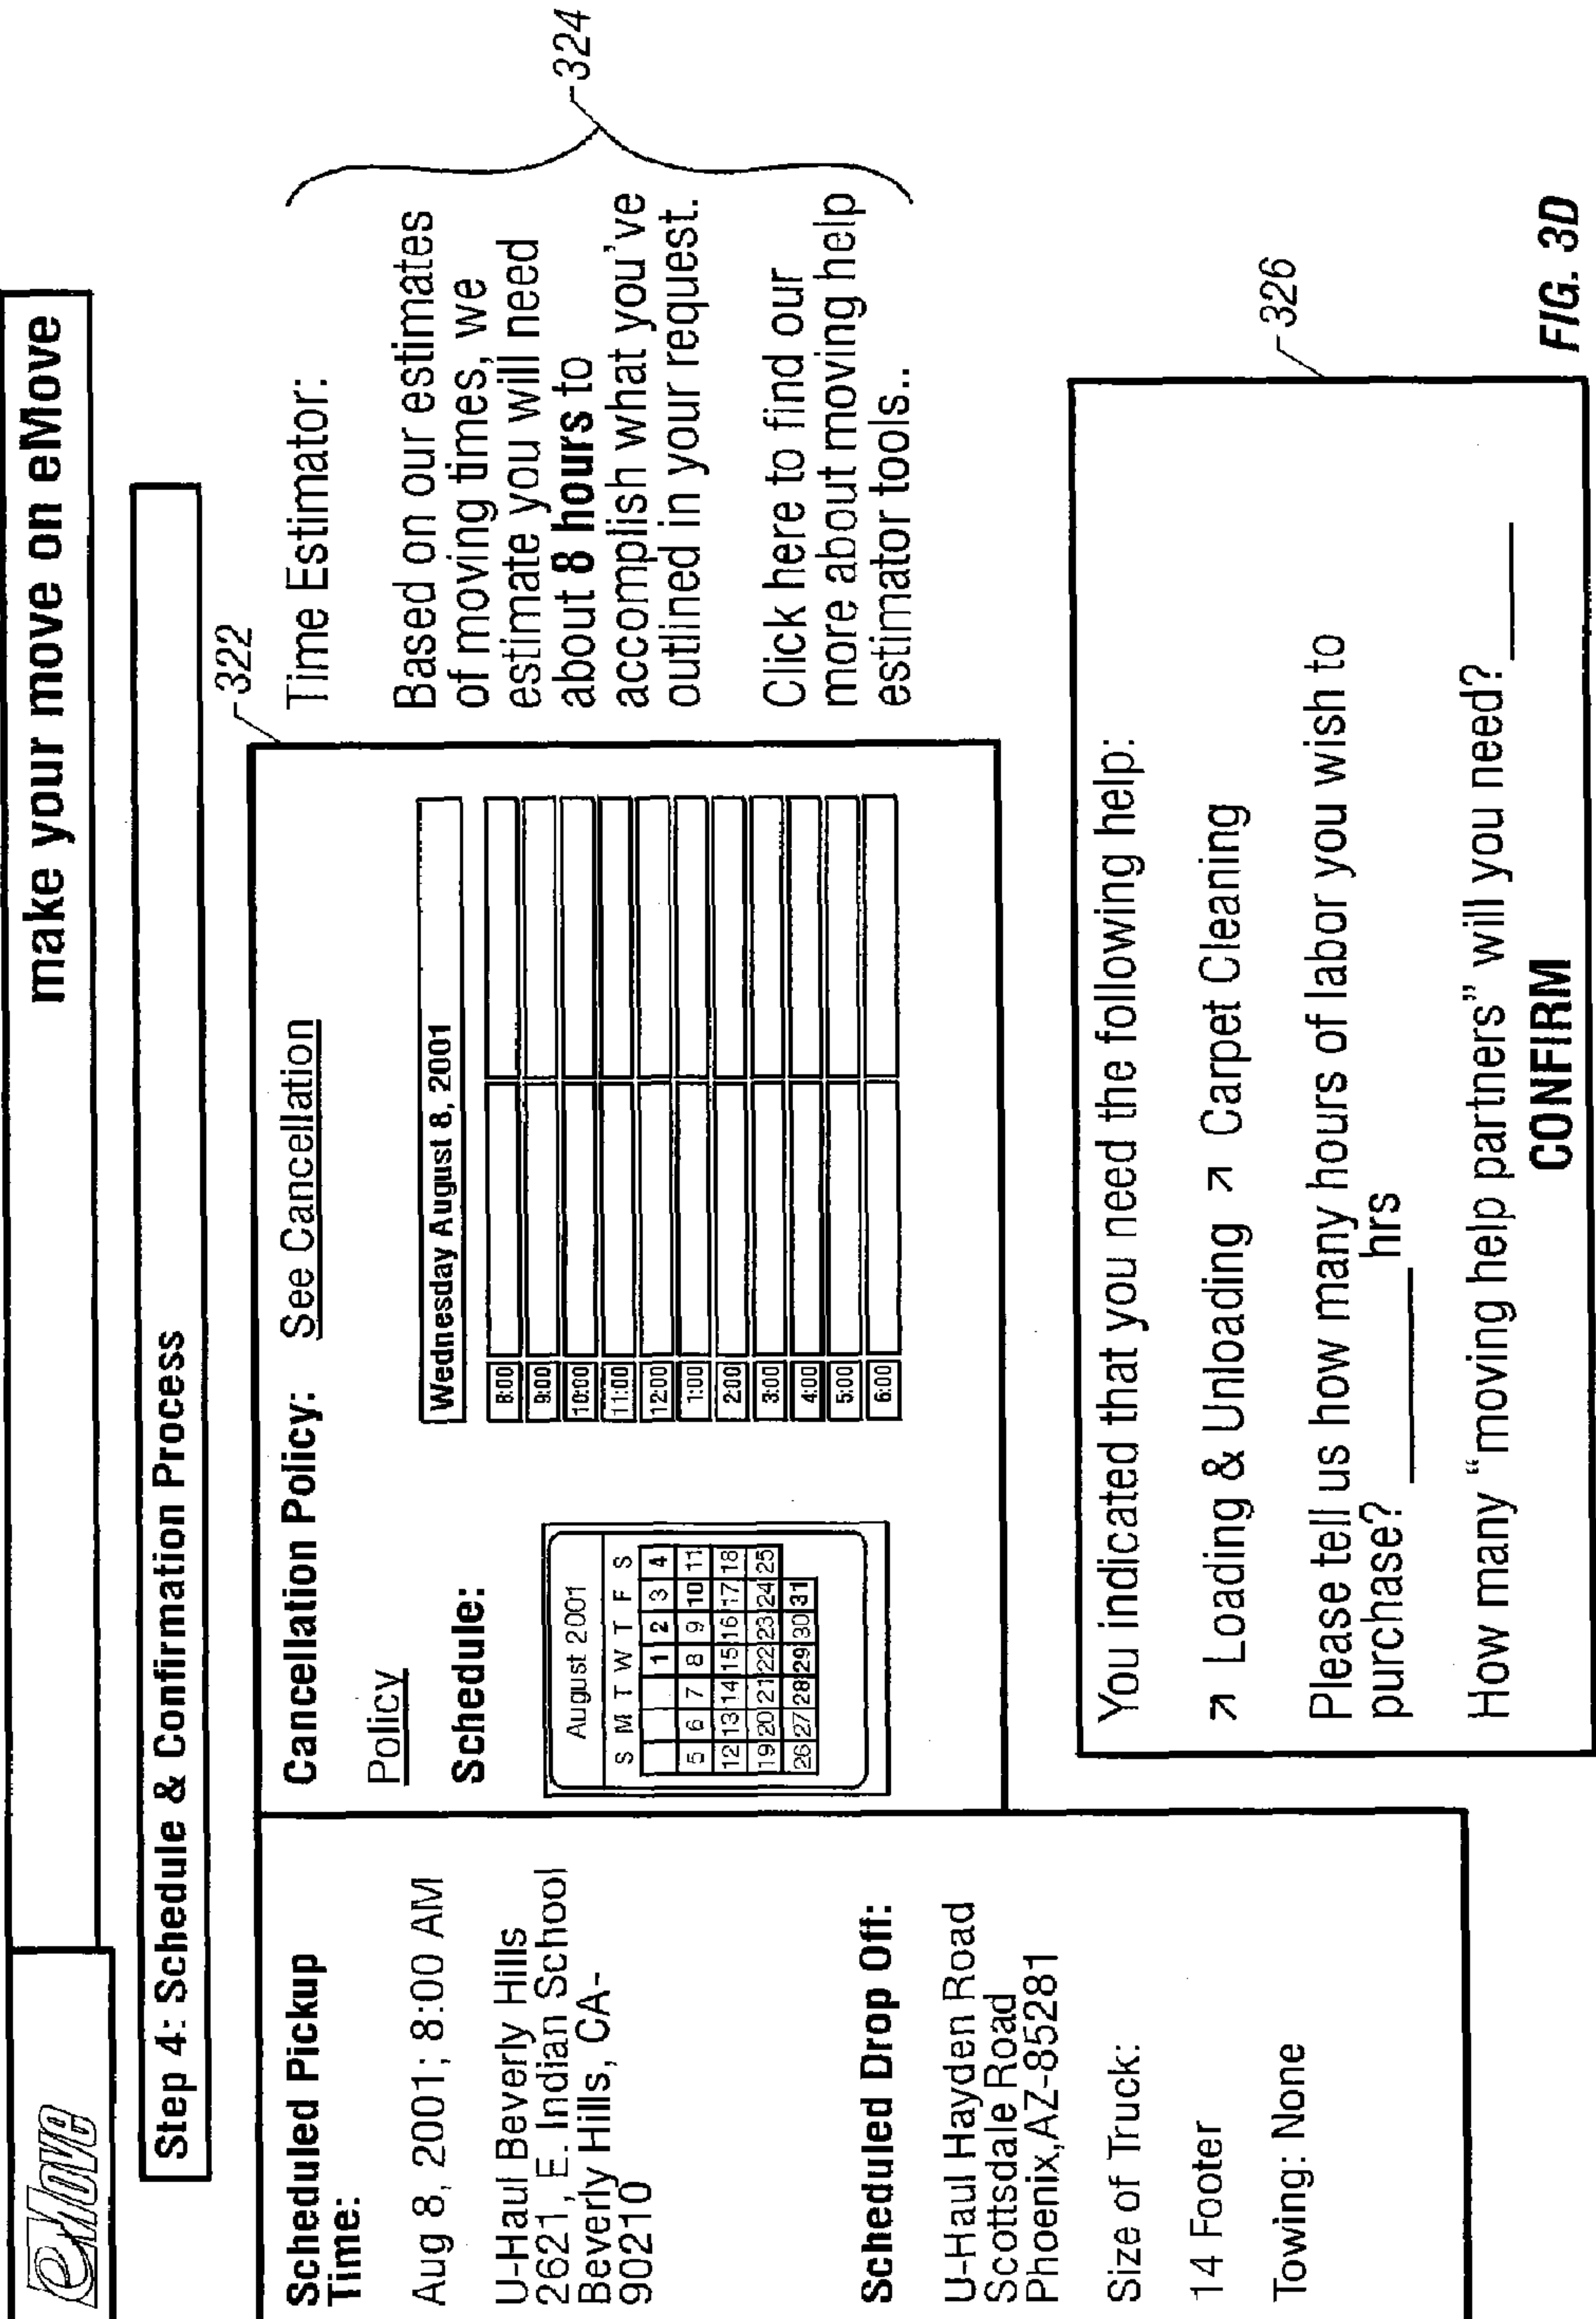 eMove
make your move on eMove
Step 4: Schedule & Confirmation Process
Scheduled Pickup
Time:
Aug 8, 2001; 8:00 AM
U-Haul Beverly Hills
2621, E. Indian School
Beverly Hills, CA-
90210
Scheduled Drop Off:
U-Haul Hayden Road
Scottsdale Road
Phoenix,AZ-85281
Size of Truck:
14 Footer
Towing: None
322
Cancellation Policy: See Cancellation
Policy
Schedule:
August 2001
S M T W T F S
1 2 3 4
5 6 7 8 9 10 11
12 13 14 15 16 17 18
19 20 21 22 23 24 25
26 27 28 29 30 31
Wednesday August 8, 2001
8:00
9:00
10:00
11:00
12:00
1:00
2:00
3:00
4:00
5:00
6:00
Time Estimator:
Based on our estimates
of moving times, we
estimate you will need
about 8 hours to
accomplish what you've
outlined in your request.
Click here to find our
more about moving help
estimator tools..
324
You indicated that you need the following help:
↗ Loading & Unloading ↗ Carpet Cleaning
Please tell us how many hours of labor you wish to
purchase? ________ hrs
How many “moving help partners” will you need? _____
CONFIRM
326
FIG. 3D